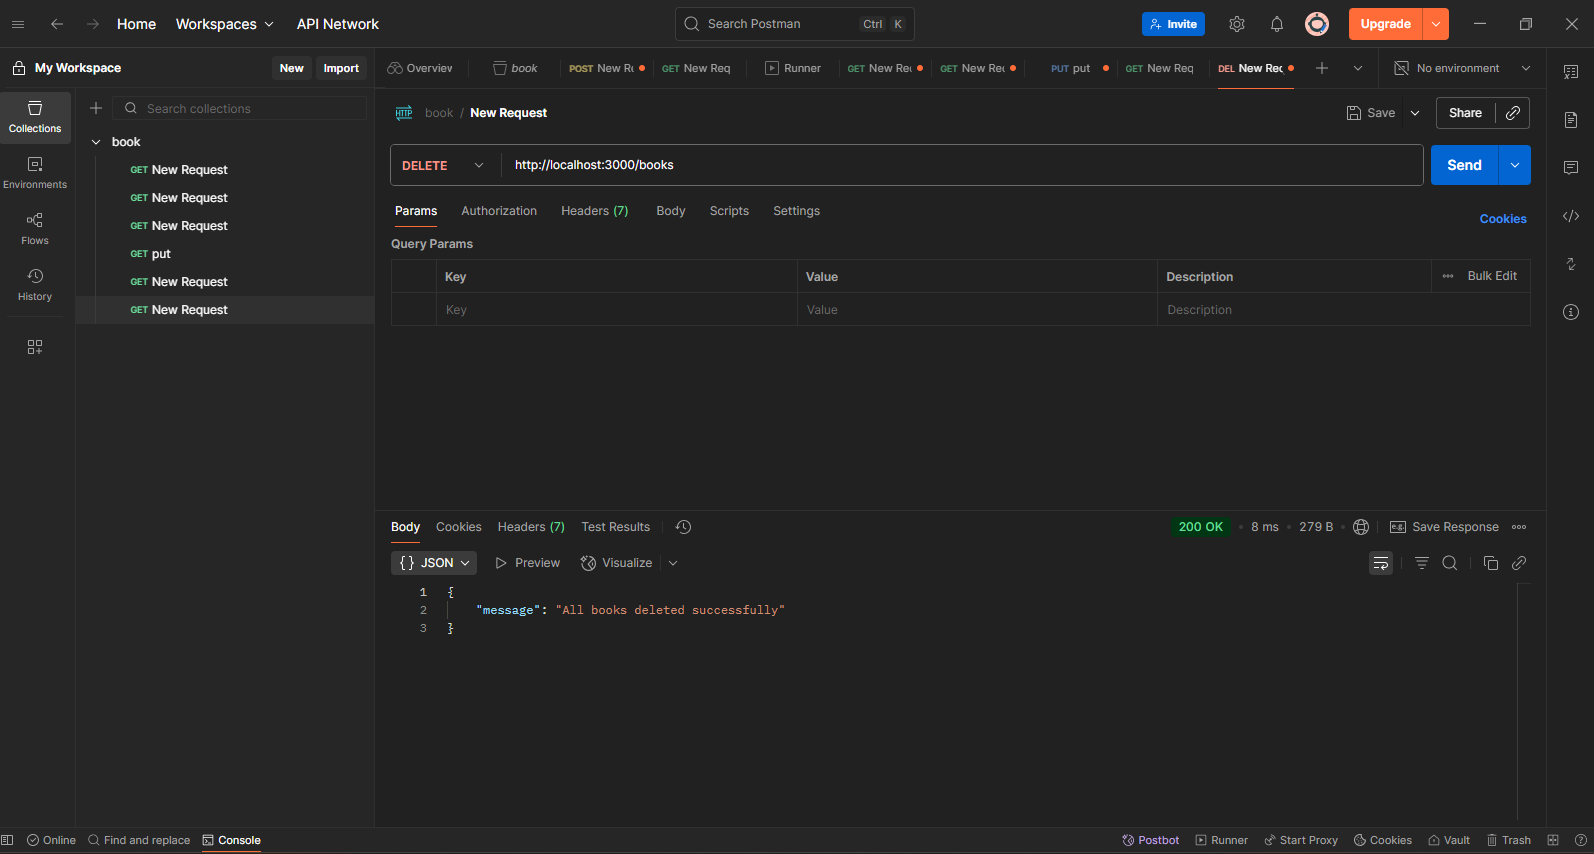 Home Workspaces API Network Search Postman Ctrl K Invite Upgrade
My Workspace New Import Overview book POST New Re GET New Req Runner GET New Rec GET New Rec PUT put GET New Req DEL New Rec No environment
Search collections
Collections
Environments
Flows
History
book
GET New Request
GET New Request
GET New Request
GET put
GET New Request
GET New Request
HTTP book / New Request Save Share
DELETE http://localhost:3000/books Send
Params Authorization Headers (7) Body Scripts Settings Cookies
Query Params
Key Value Description Bulk Edit
Key Value Description
Body Cookies Headers (7) Test Results 200 OK • 8 ms • 279 B e.g. Save Response
{} JSON Preview Visualize
1 {
2 "message": "All books deleted successfully"
3 }
Online Find and replace Console Postbot Runner Start Proxy Cookies Vault Trash